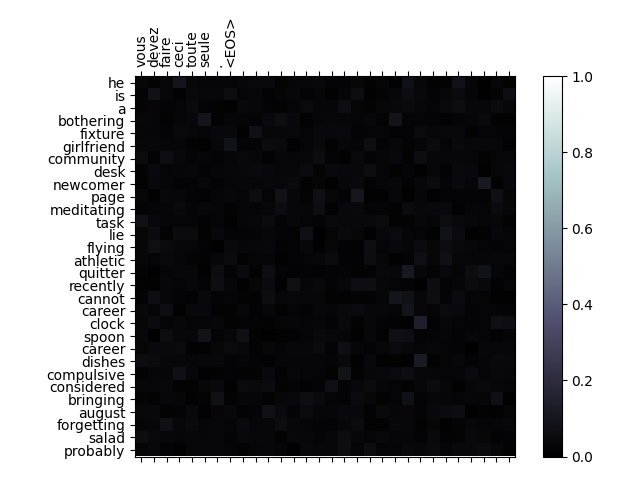 vous
devez
faire
ceci
toute
seule
.
<EOS>
he
is
a
bothering
fixture
girlfriend
community
desk
newcomer
page
meditating
task
lie
flying
athletic
quitter
recently
cannot
career
clock
spoon
career
dishes
compulsive
considered
bringing
august
forgetting
salad
probably
1.0
0.8
0.6
0.4
0.2
0.0